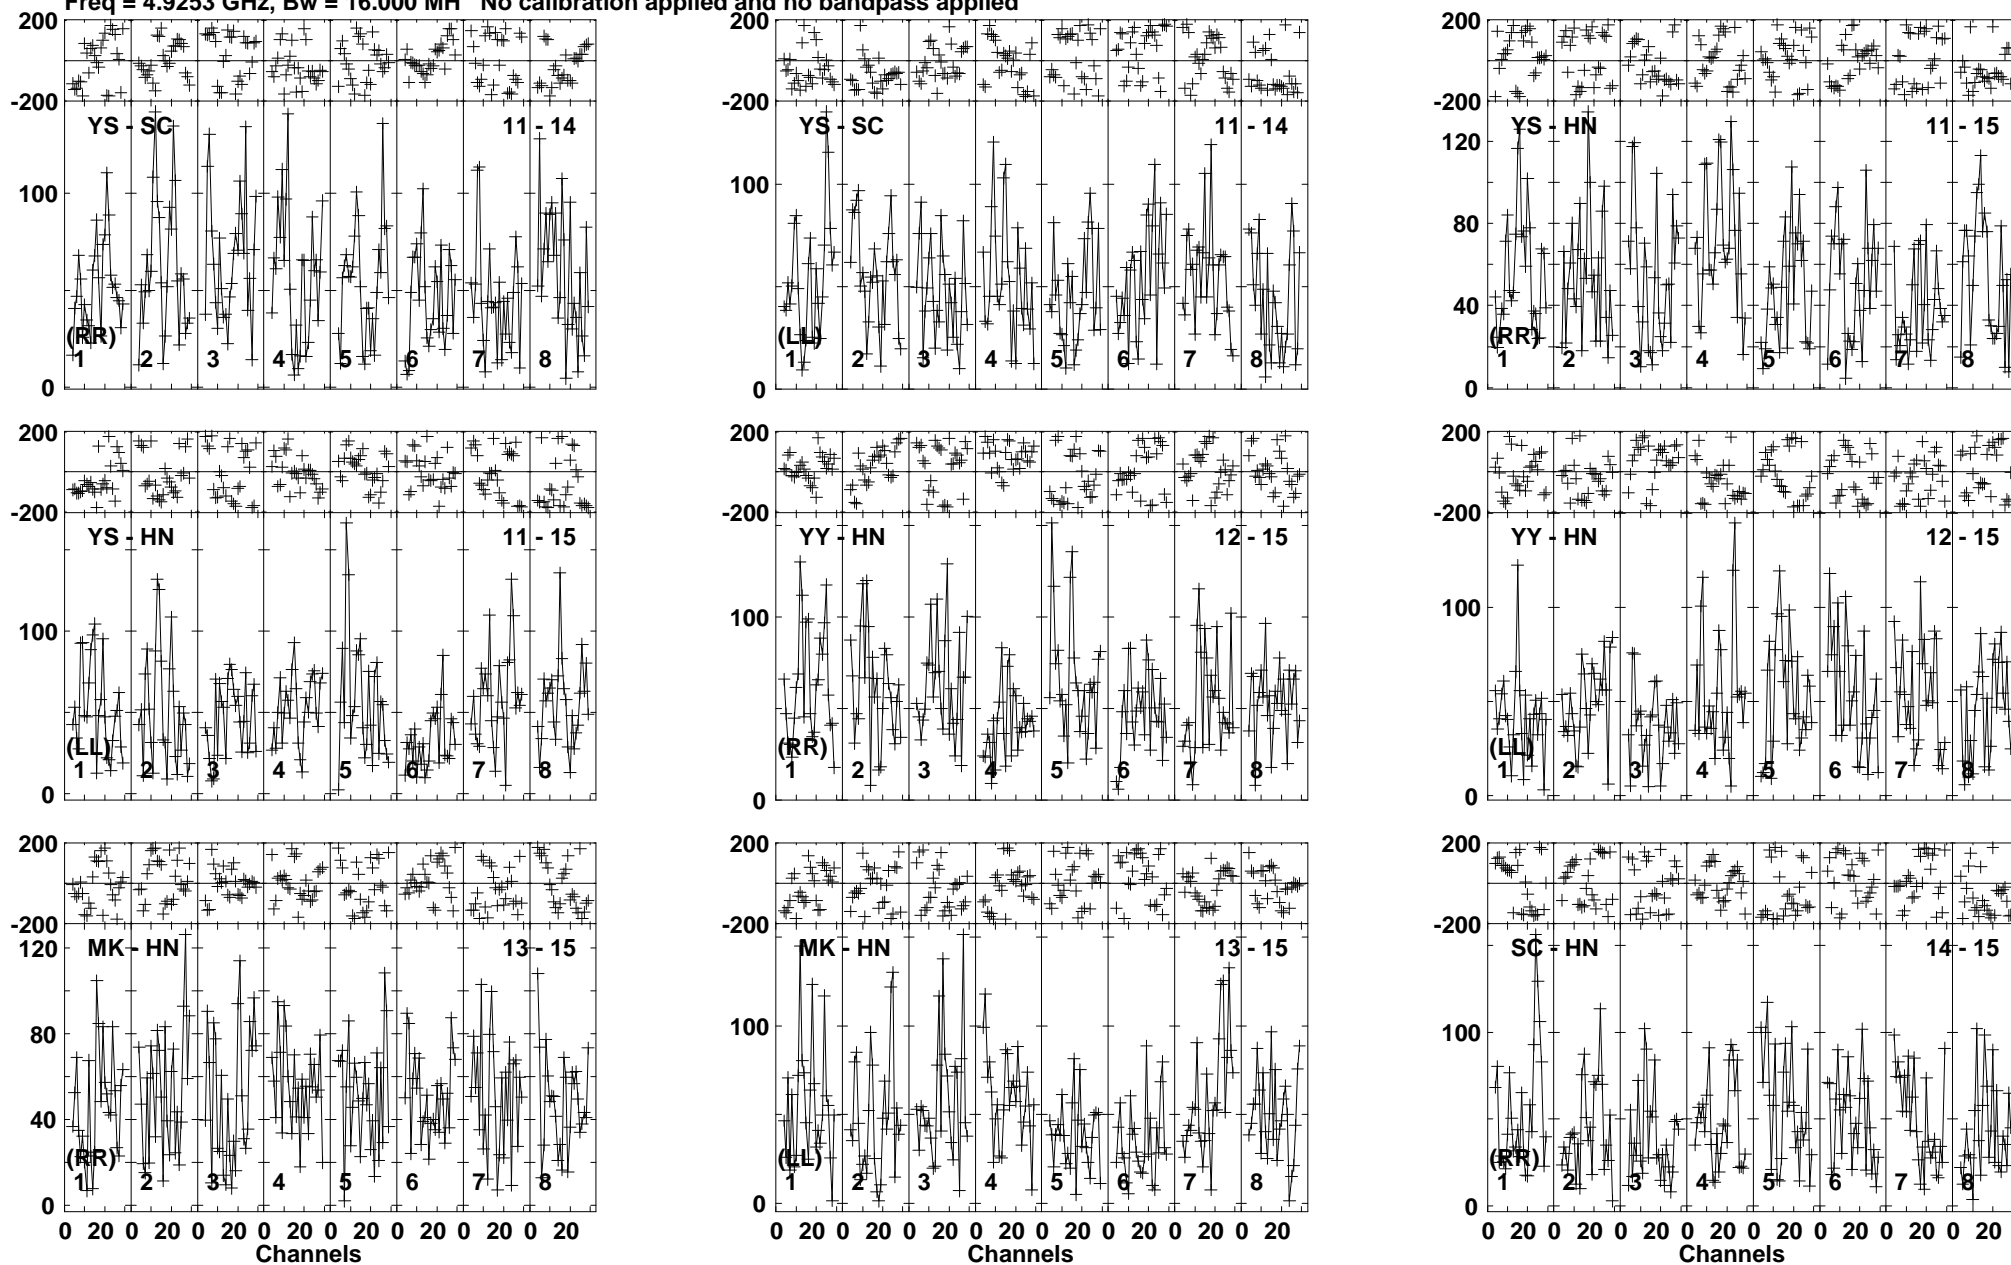 Freq = 4.9253 GHz, Bw = 16.000 MH No calibration applied and no bandpass applied
200 200 200
-200 -200 -200
YS - SC 11 - 14 YS - SC 11 - 14 YS - HN 11 - 15
120
100 100
80
40
(RR) (LL) (RR)
1 2 3 4 5 6 7 8 1 2 3 4 5 6 7 8 1 2 3 4 5 6 7 8
0 0 0
200 200 200
-200 -200 -200
YS - HN 11 - 15 YY - HN 12 - 15 YY - HN 12 - 15
100 100 100
(LL) (RR) (LL)
1 2 3 4 5 6 7 8 1 2 3 4 5 6 7 8 1 2 3 4 5 6 7 8
0 0 0
200 200 200
-200 -200 -200
MK - HN 13 - 15 MK - HN 13 - 15 SC - HN 14 - 15
120
100 100
80
40
(RR) (LL) (RR)
1 2 3 4 5 6 7 8 1 2 3 4 5 6 7 8 1 2 3 4 5 6 7 8
0 0 0
0 20 0 20 0 20 0 20 0 20 0 20 0 20 0 20 0 20 0 20 0 20 0 20 0 20 0 20 0 20 0 20 0 20 0 20 0 20 0 20 0 20 0 20 0 20 0 20
Channels Channels Channels